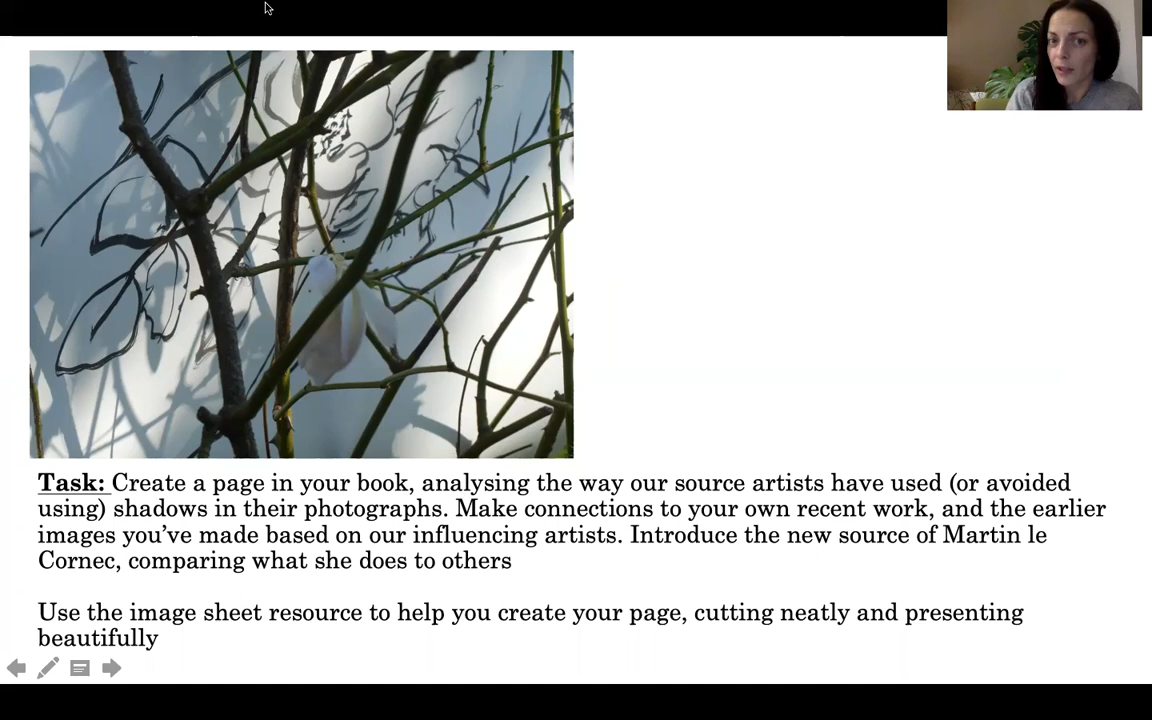 Task: Create a page in your book, analysing the way our source artists have used (or avoided
using) shadows in their photographs. Make connections to your own recent work, and the earlier
images you’ve made based on our influencing artists. Introduce the new source of Martin le
Cornec, comparing what she does to others
Use the image sheet resource to help you create your page, cutting neatly and presenting
beautifully